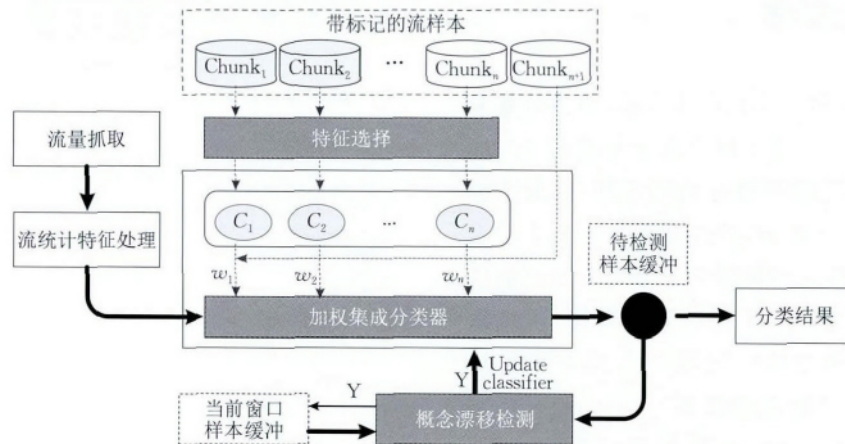 带标记的流样本
Chunk₁ Chunk₂ ... Chunkₙ Chunkₙ₊₁
流量抓取
特征选择
流统计特征处理
C₁ C₂ ... Cₙ
待检测
样本缓冲
w₁ w₂ wₙ
加权集成分类器
分类结果
Update
Y classifier
Y
当前窗口
样本缓冲
概念漂移检测